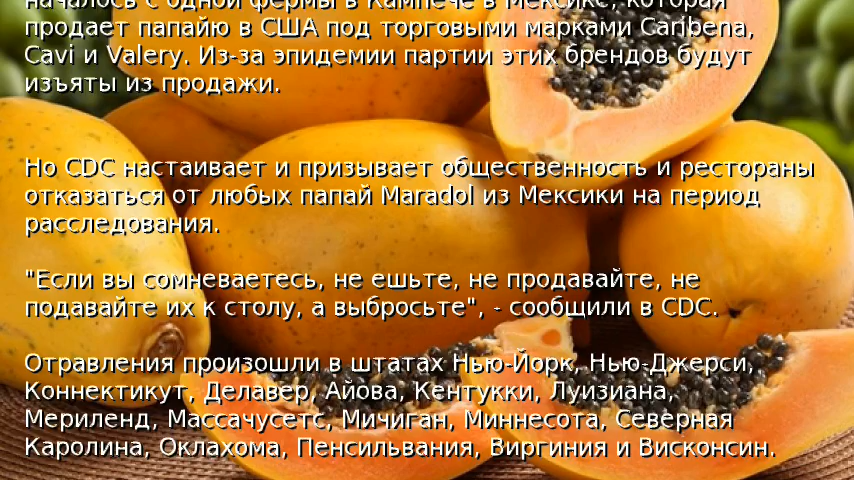 началось с одной фермы в Кампече в Мексике, которая
продает папайю в США под торговыми марками Caribena,
Cavi и Valery. Из-за эпидемии партии этих брендов будут
изъяты из продажи.
Но CDC настаивает и призывает общественность и рестораны
отказаться от любых папай Maradol из Мексики на период
расследования.
"Если вы сомневаетесь, не ешьте, не продавайте, не
подавайте их к столу, а выбросьте", - сообщили в CDC.
Отравления произошли в штатах Нью-Йорк, Нью-Джерси,
Коннектикут, Делавер, Айова, Кентукки, Луизиана,
Мериленд, Массачусетс, Мичиган, Миннесота, Северная
Каролина, Оклахома, Пенсильвания, Виргиния и Висконсин.